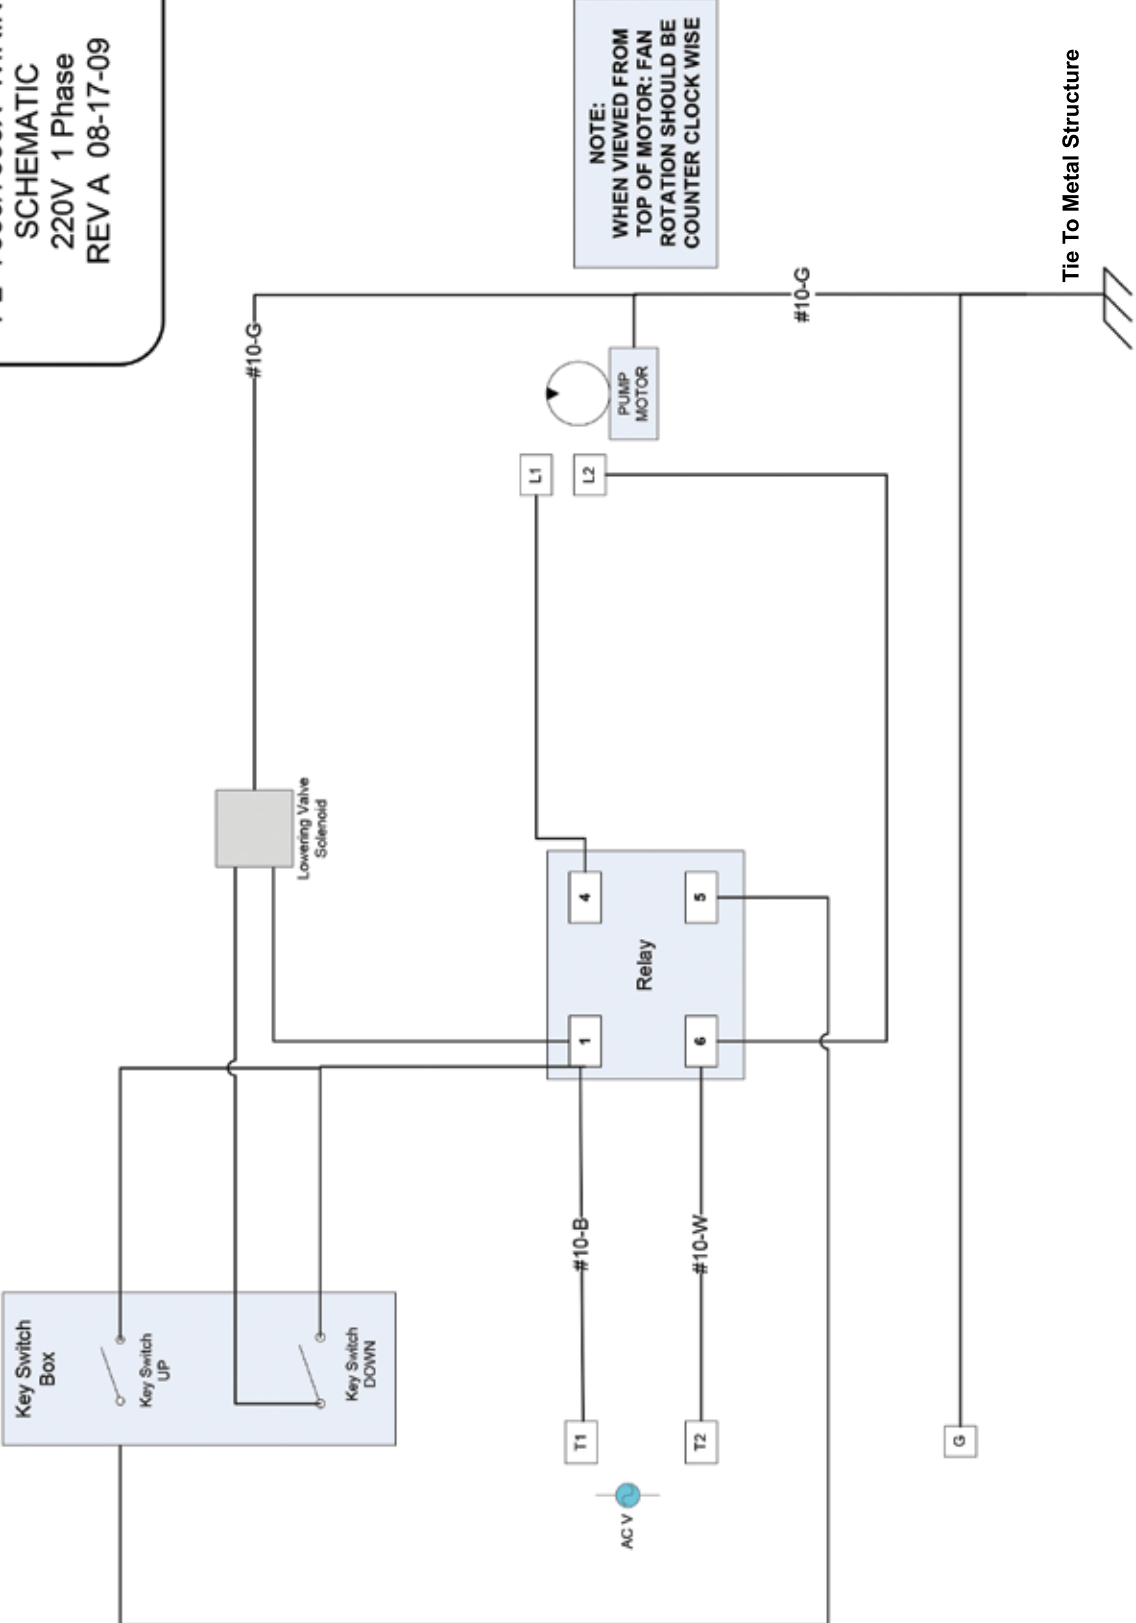 SCHEMATIC
220V 1 Phase
REV A 08-17-09
Key Switch
Box
Key Switch
UP
Key Switch
DOWN
#10-G
Lowering Valve
Solenoid
NOTE:
WHEN VIEWED FROM
TOP OF MOTOR: FAN
ROTATION SHOULD BE
COUNTER CLOCK WISE
L1
L2
PUMP
MOTOR
#10-G
Relay
1
4
6
5
#10-B
#10-W
T1
T2
AC V
G
Tie To Metal Structure